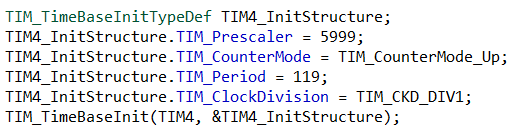 TIM_TimeBaseInitTypeDef TIM4_InitStructure;
TIM4_InitStructure.TIM_Prescaler = 5999;
TIM4_InitStructure.TIM_CounterMode = TIM_CounterMode_Up;
TIM4_InitStructure.TIM_Period = 119;
TIM4_InitStructure.TIM_ClockDivision = TIM_CKD_DIV1;
TIM_TimeBaseInit(TIM4, &TIM4_InitStructure);